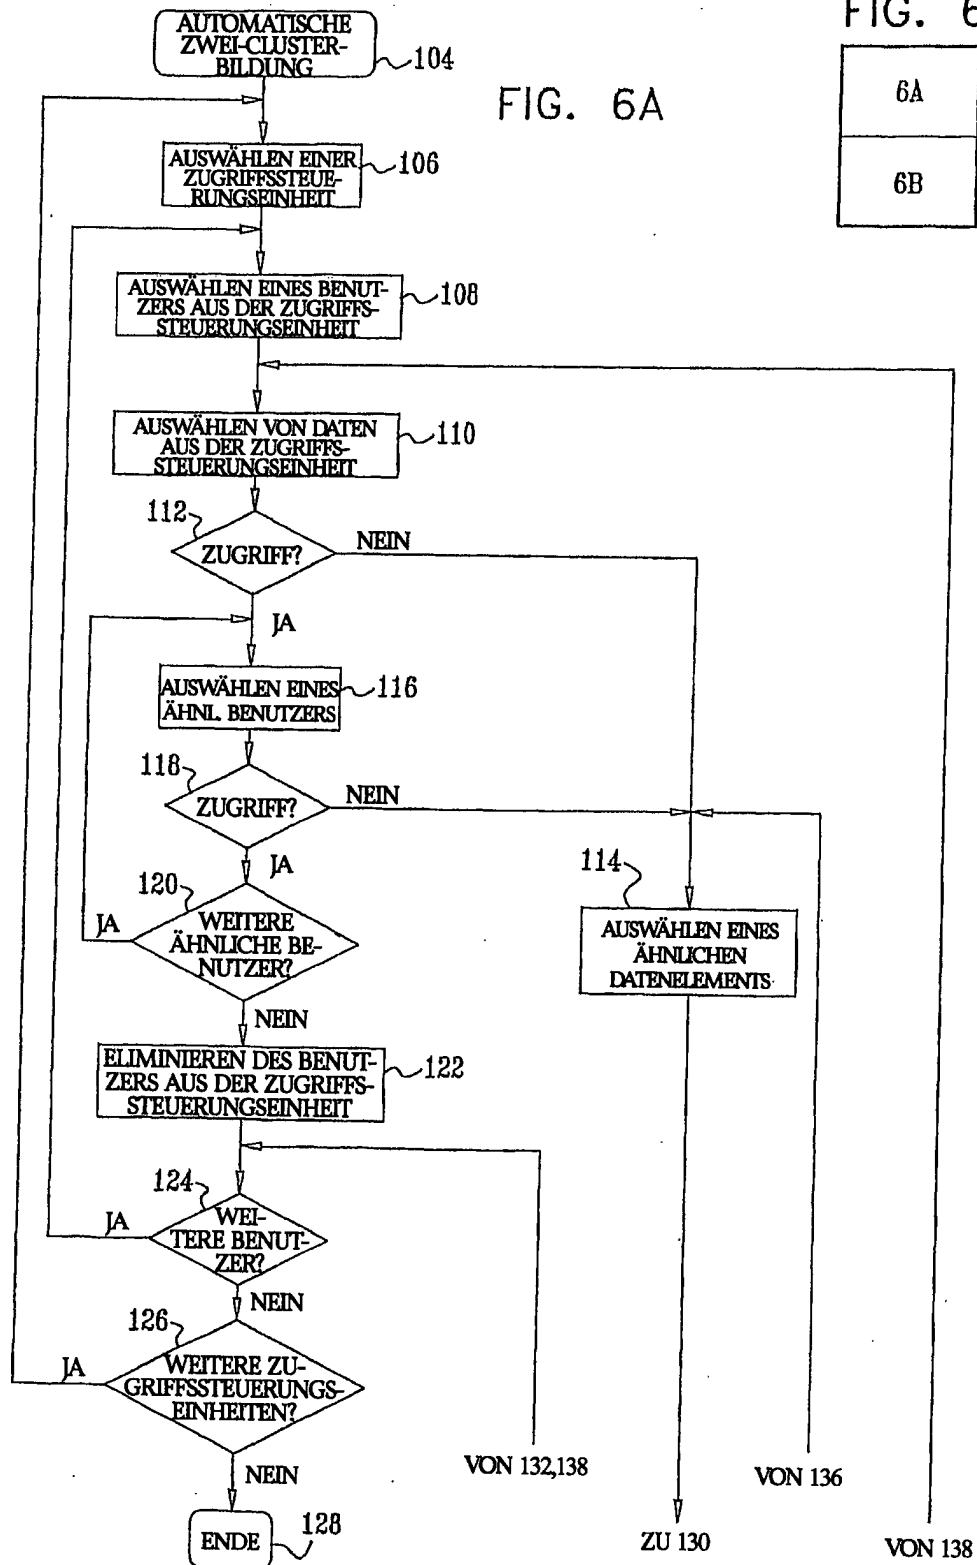 AUTOMATISCHE
ZWEI-CLUSTER-
BILDUNG
104
FIG. 6A
FIG. 6
6A
6B
AUSWÄHLEN EINER
ZUGRIFFSSTEUE-
RUNGSEINHEIT
106
AUSWÄHLEN EINES BENUT-
ZERS AUS DER ZUGRIFFS-
STEUERUNGSEINHEIT
108
AUSWÄHLEN VON DATEN
AUS DER ZUGRIFFS-
STEUERUNGSEINHEIT
110
112
ZUGRIFF?
NEIN
JA
AUSWÄHLEN EINES
ÄHNL. BENUTZERS
116
118
ZUGRIFF?
NEIN
JA
114
AUSWÄHLEN EINES
ÄHNLICHEN
DATENELEMENTS
120
JA
WEITERE
ÄHNLICHE BE-
NUTZER?
NEIN
ELIMINIEREN DES BENUT-
ZERS AUS DER ZUGRIFFS-
STEUERUNGSEINHEIT
122
124
JA
WEI-
TERE BENUT-
ZER?
NEIN
126
JA
WEITERE ZU-
GRIFFSSTEUERUNGS-
EINHEITEN?
NEIN
VON 132,138
VON 136
ENDE
128
ZU 130
VON 138